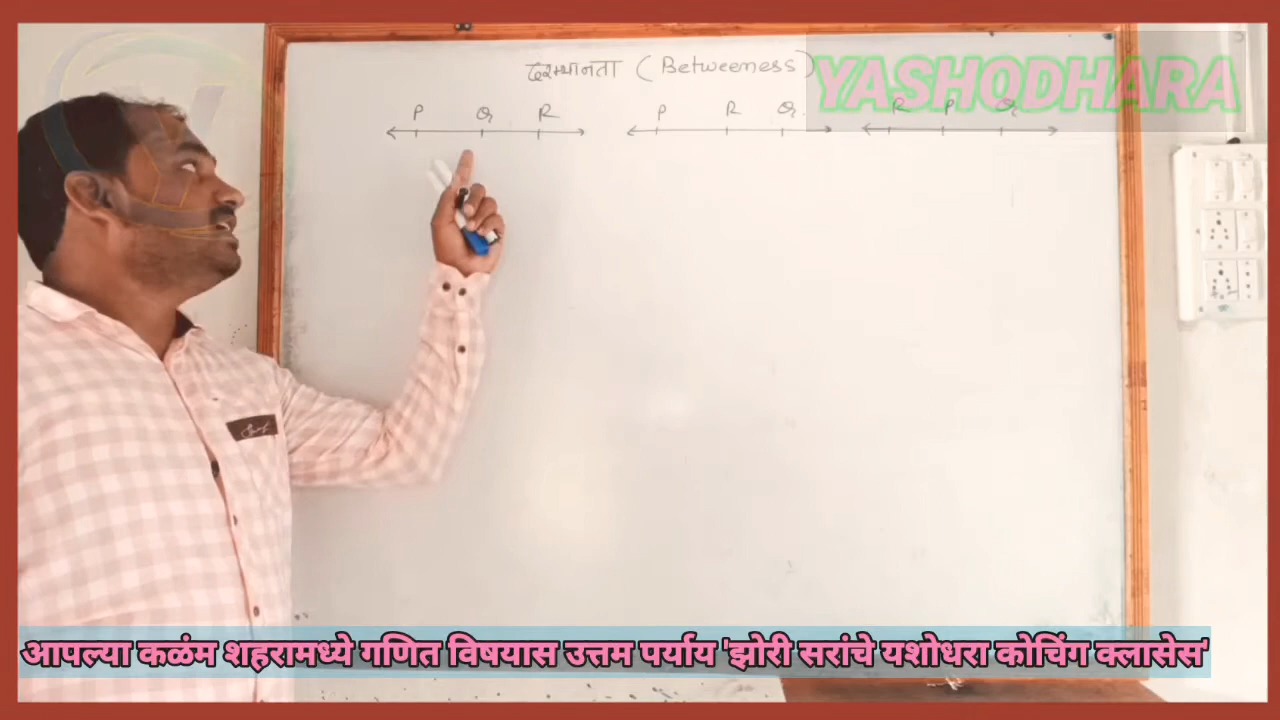 दरम्यानता ( Betweeness )
YASHODHARA
P Q R P R Q R P Q
आपल्या कळंम शहरामध्ये गणित विषयास उत्तम पर्याय 'झोरी सरांचे यशोधरा कोचिंग क्लासेस'